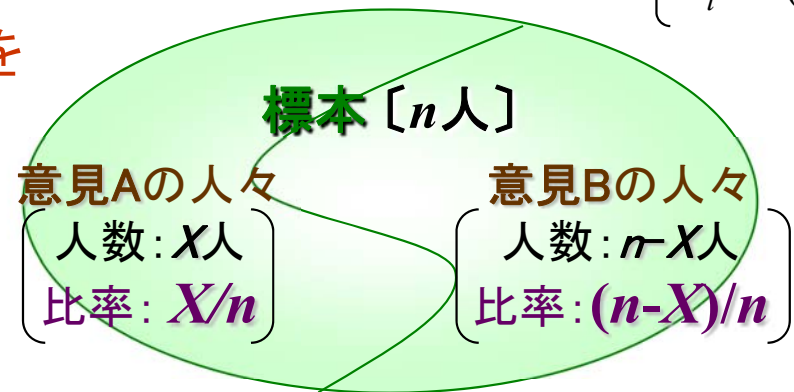 を
標本〔n人〕
意見Aの人々
人数:X人
比率: X/n
意見Bの人々
人数:n-X人
比率:(n-X)/n